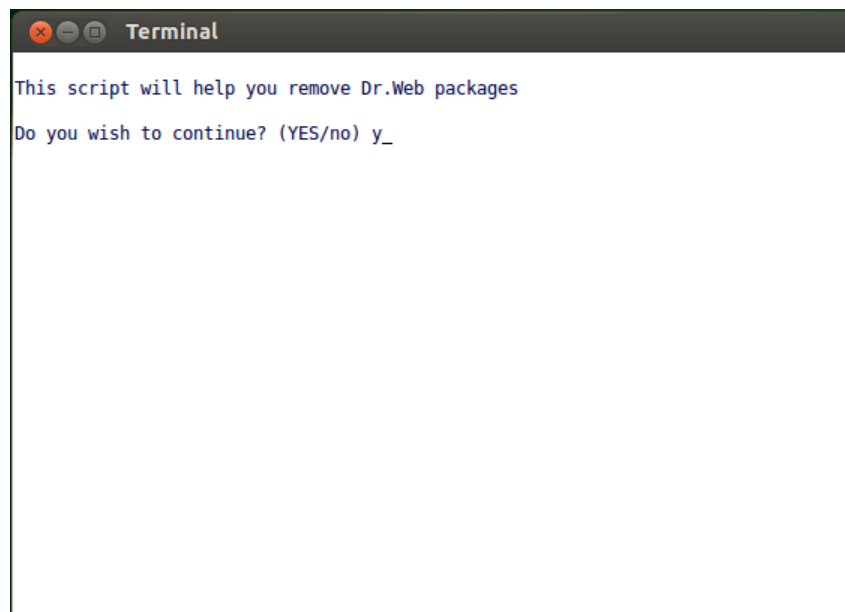 Terminal
This script will help you remove Dr.Web packages
Do you wish to continue? (YES/no) y_